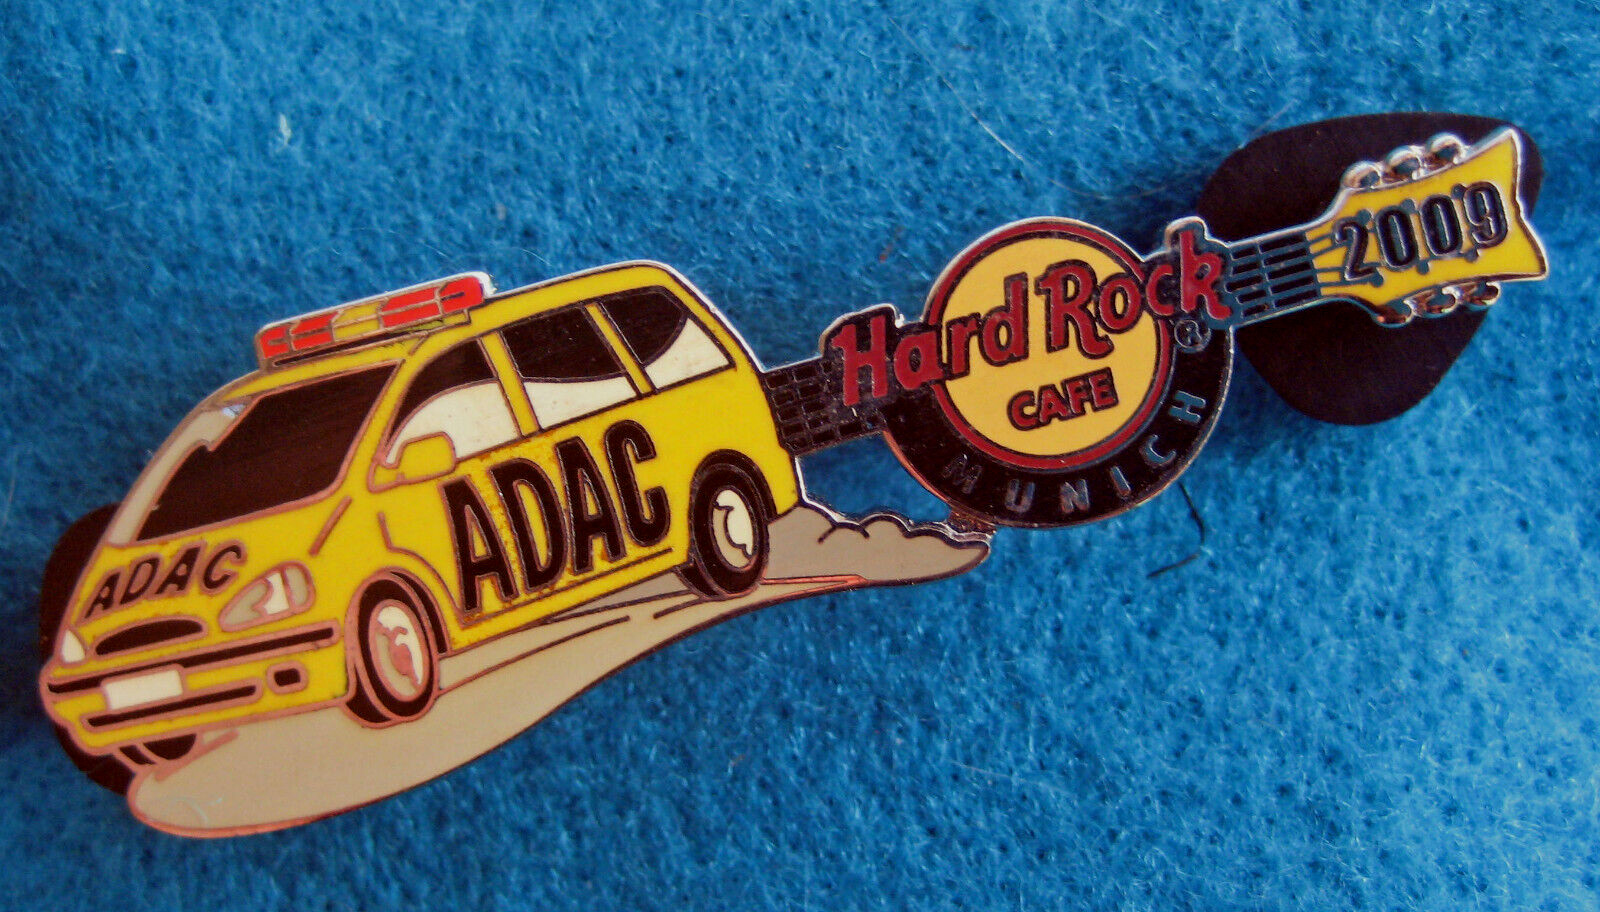 ADAC
ADAC
Hard Rock
®
CAFE
MUNICH
2009